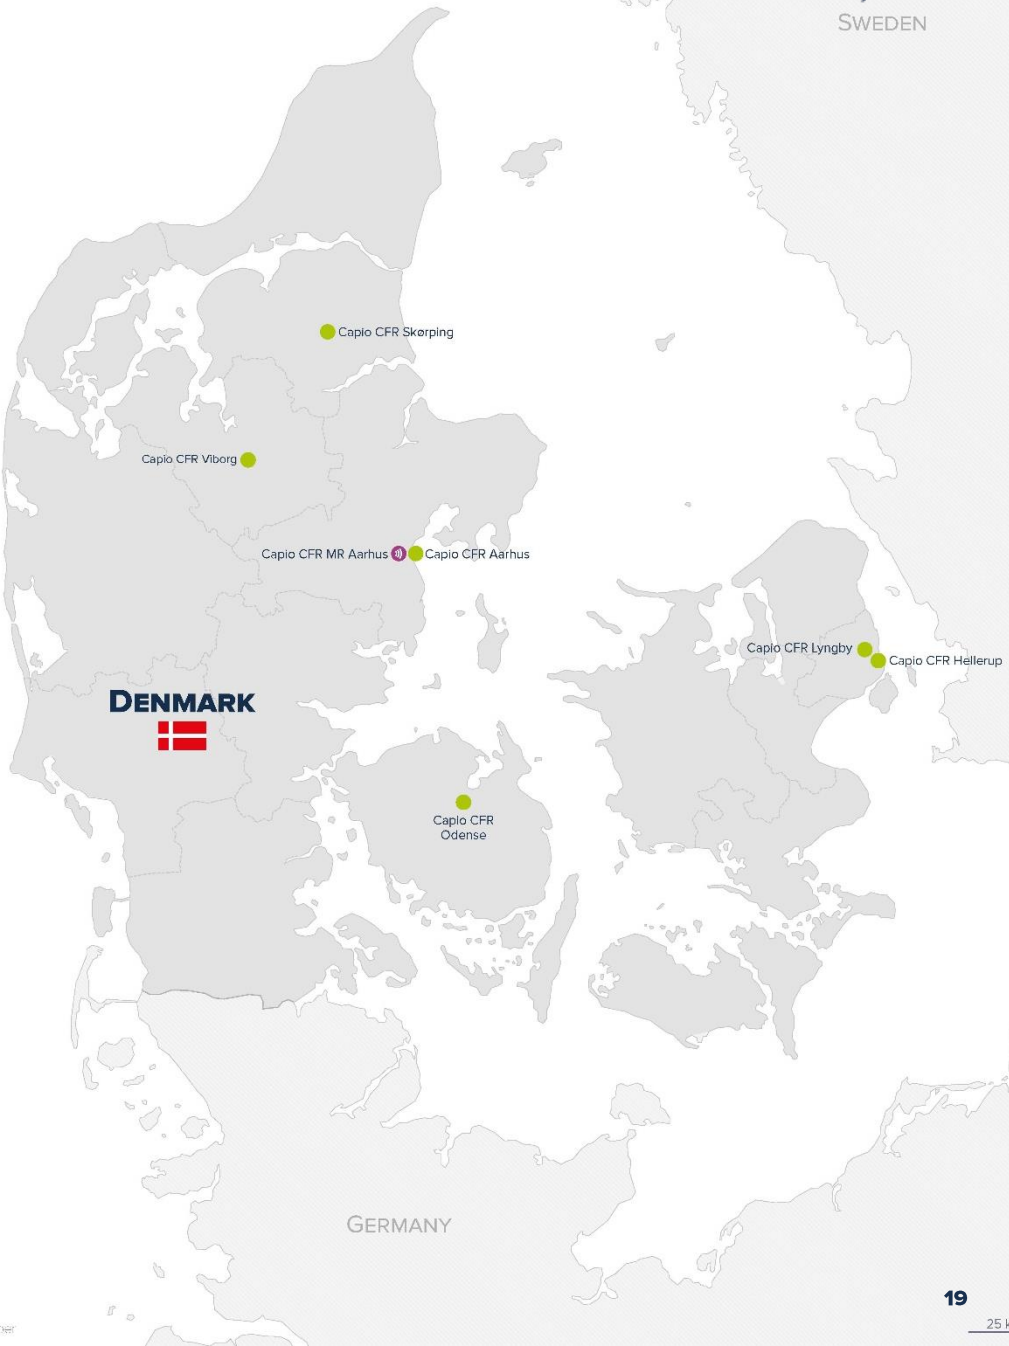 SWEDEN
Capio CFR Skørping
Capio CFR Viborg
Capio CFR MR Aarhus
Capio CFR Aarhus
Capio CFR Lyngby
Capio CFR Hellerup
DENMARK
Capio CFR
Odense
GERMANY
19
25